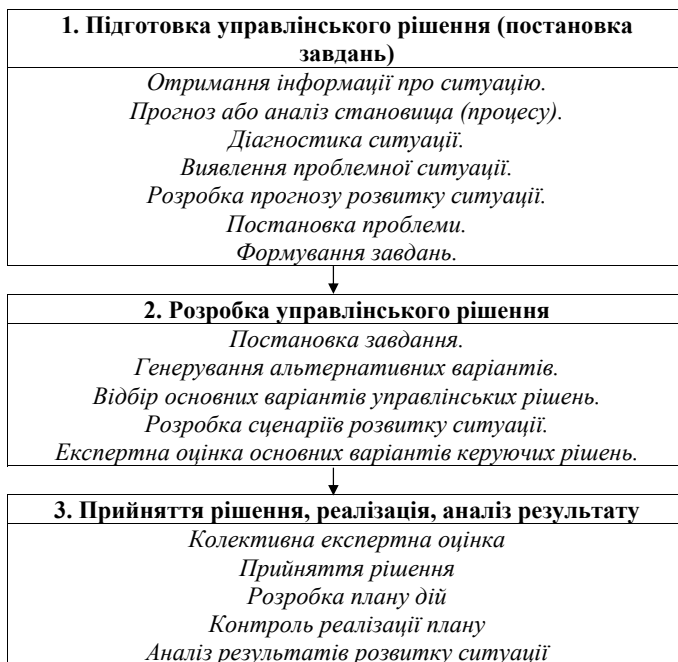 1. Підготовка управлінського рішення (постановка
завдань)
Отримання інформації про ситуацію.
Прогноз або аналіз становища (процесу).
Діагностика ситуації.
Виявлення проблемної ситуації.
Розробка прогнозу розвитку ситуації.
Постановка проблеми.
Формування завдань.
2. Розробка управлінського рішення
Постановка завдання.
Генерування альтернативних варіантів.
Відбір основних варіантів управлінських рішень.
Розробка сценаріїв розвитку ситуації.
Експертна оцінка основних варіантів керуючих рішень.
3. Прийняття рішення, реалізація, аналіз результату
Колективна експертна оцінка
Прийняття рішення
Розробка плану дій
Контроль реалізації плану
Аналіз результатів розвитку ситуації